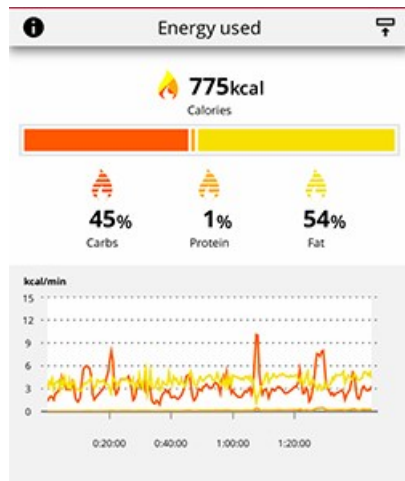 Energy used
775kcal
Calories
45% 1% 54%
Carbs Protein Fat
kcal/min
15
12
9
6
3
0
0:20:00 0:40:00 1:00:00 1:20:00